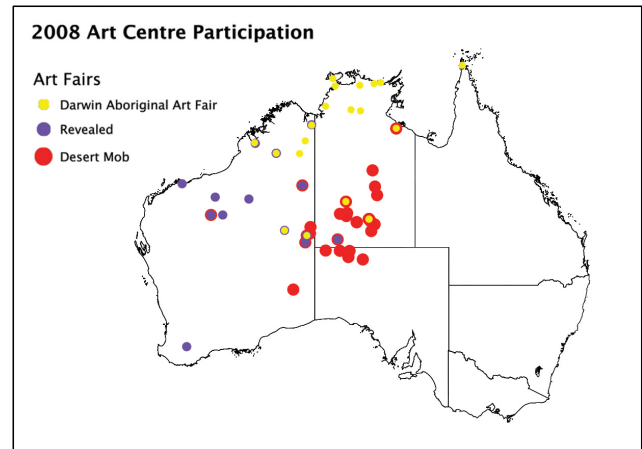 2008 Art Centre Participation
Art Fairs
Darwin Aboriginal Art Fair
Revealed
Desert Mob